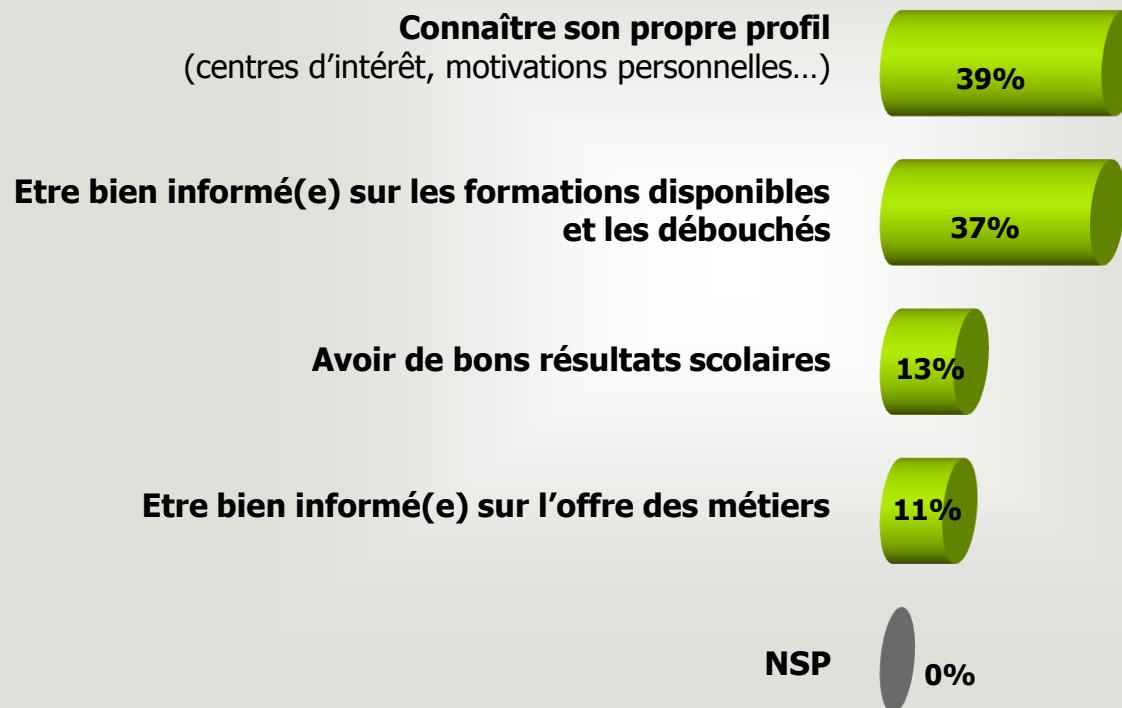 Connaître son propre profil
(centres d’intérêt, motivations personnelles…)
39%
Etre bien informé(e) sur les formations disponibles
et les débouchés
37%
Avoir de bons résultats scolaires
13%
Etre bien informé(e) sur l’offre des métiers
11%
NSP
0%